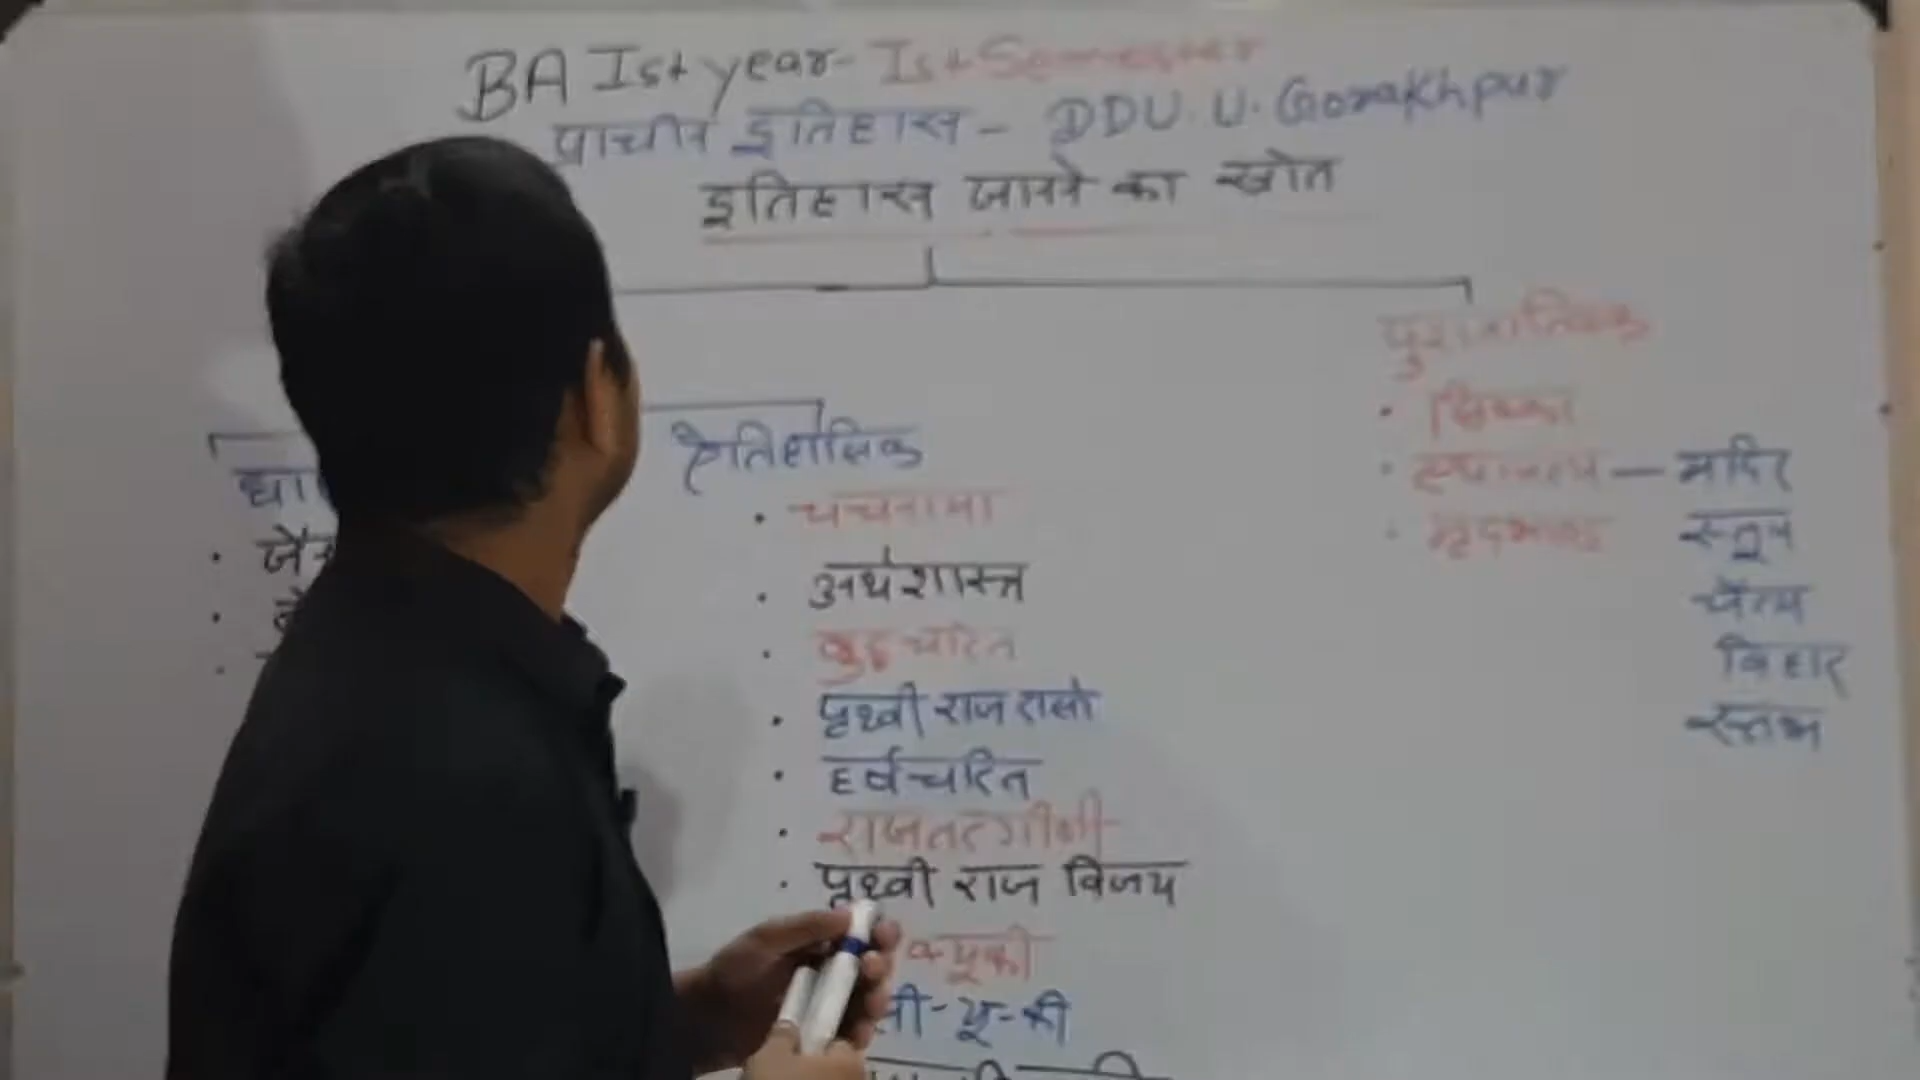 BA Ist year- Ist Semester
प्राचीन इतिहास - DDU. U. Gorakhpur
इतिहास जानने का स्रोत
पुरातात्विक
• सिक्का
• स्थापत्य — मंदिर
• मृदभाण्ड
स्तूप
चैत्य
विहार
स्तंभ
ऐतिहासिक
• चचनामा
• अर्थशास्त्र
• बुद्धचरित
• पृथ्वी राज रासो
• हर्षचरित
• राजतरंगीणी
• पृथ्वी राज विजय
क्यूकी
सी-यू-की
धा
जै